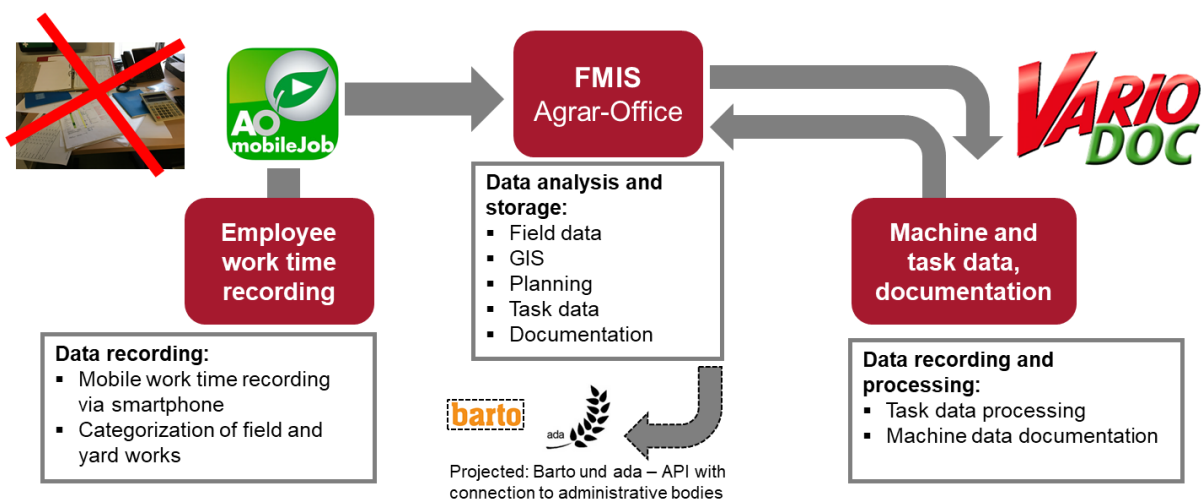 AO
mobileJob
FMIS
Agrar-Office
VARIO
DOC
Employee
work time
recording
Data analysis and
storage:
▪ Field data
▪ GIS
▪ Planning
▪ Task data
▪ Documentation
Machine and
task data,
documentation
Data recording:
▪ Mobile work time recording
via smartphone
▪ Categorization of field and
yard works
Data recording and
processing:
▪ Task data processing
▪ Machine data documentation
barto
ada
Projected: Barto und ada – API with
connection to administrative bodies